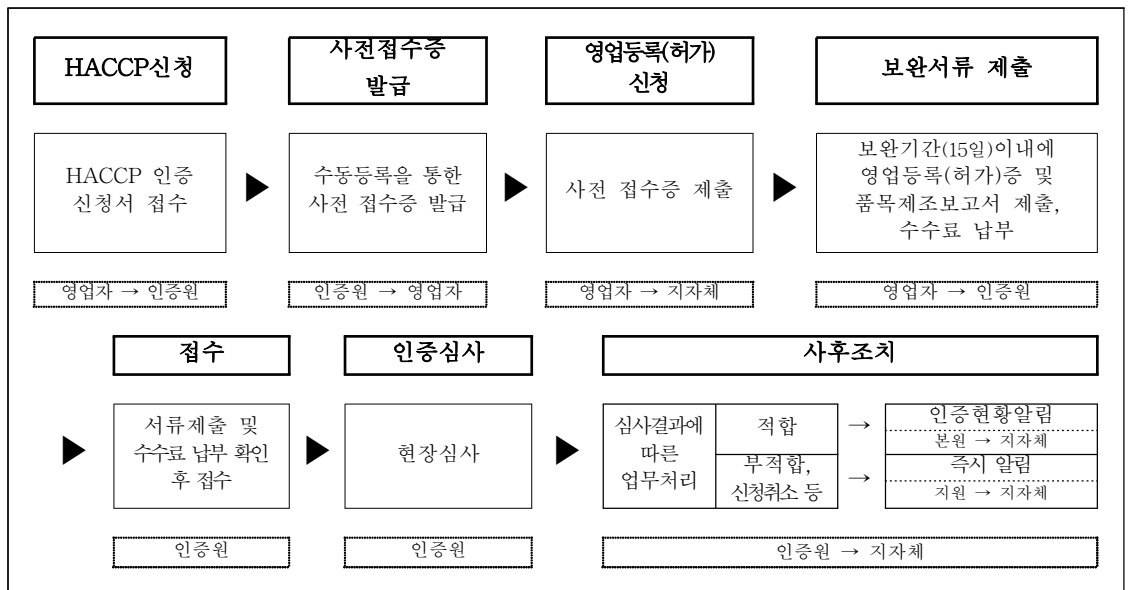 HACCP신청
사전접수증
발급
영업등록(허가)
신청
보완서류 제출
HACCP 인증
신청서 접수
▶
수동등록을 통한
사전 접수증 발급
▶
사전 접수증 제출
▶
보완기간(15일)이내에
영업등록(허가)증 및
품목제조보고서 제출,
수수료 납부
영업자 → 인증원
인증원 → 영업자
영업자 → 지자체
영업자 → 인증원
접수
인증심사
사후조치
▶
서류제출 및
수수료 납부 확인
후 접수
▶
현장심사
▶
심사결과에
따른
업무처리
적합
→
인증현황알림
본원 → 지자체
부적합,
신청취소 등
→
즉시 알림
지원 → 지자체
인증원
인증원
인증원 → 지자체